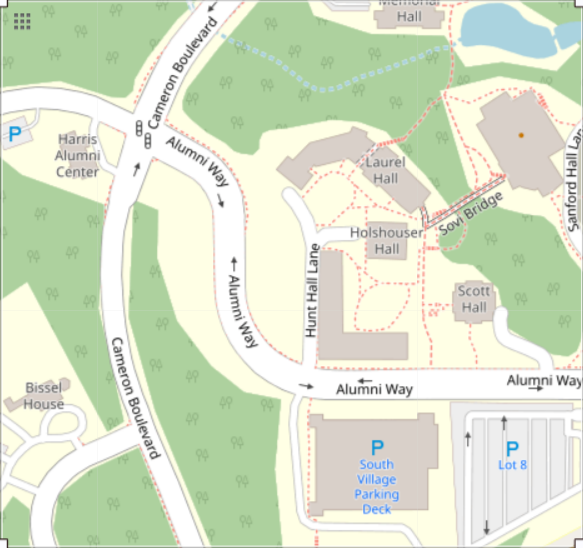 Memorial
Hall
Cameron Boulevard
P
Harris
Alumni
Center
Alumni Way
Laurel
Hall
Sanford Hall Lan
Sovi Bridge
Holshouser
Hall
Hunt Hall Lane
Alumni Way
Scott
Hall
Cameron Boulevard
Alumni Way
Alumni Way
Bissel
House
P
South
Village
Parking
Deck
P
Lot 8